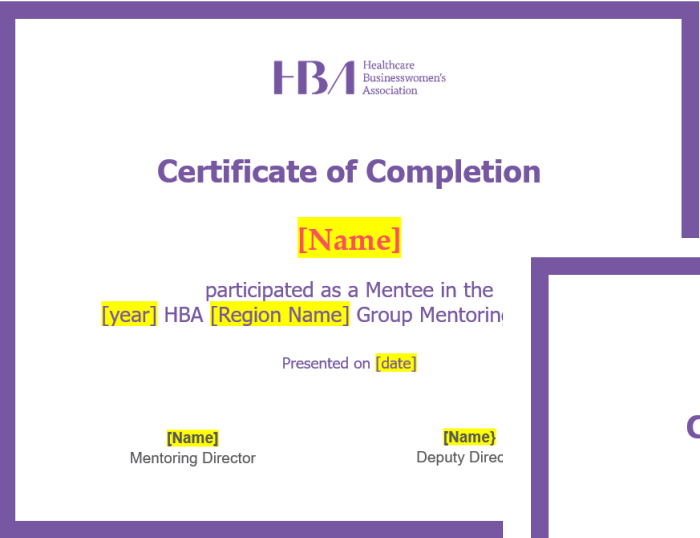 HBA Healthcare
Businesswomen's
Association
Certificate of Completion
[Name]
participated as a Mentee in the
[year] HBA [Region Name] Group Mentorin
Presented on [date]
[Name]
Mentoring Director
[Name}
Deputy Direc
C